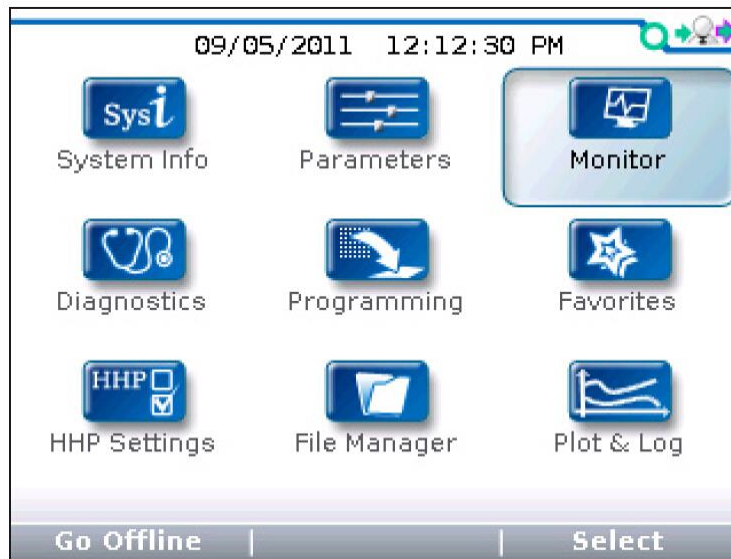 09/05/2011 12:12:30 PM
Sysi
System Info
Parameters
Monitor
Diagnostics
Programming
Favorites
HHP
HHP Settings
File Manager
Plot & Log
Go Offline
Select